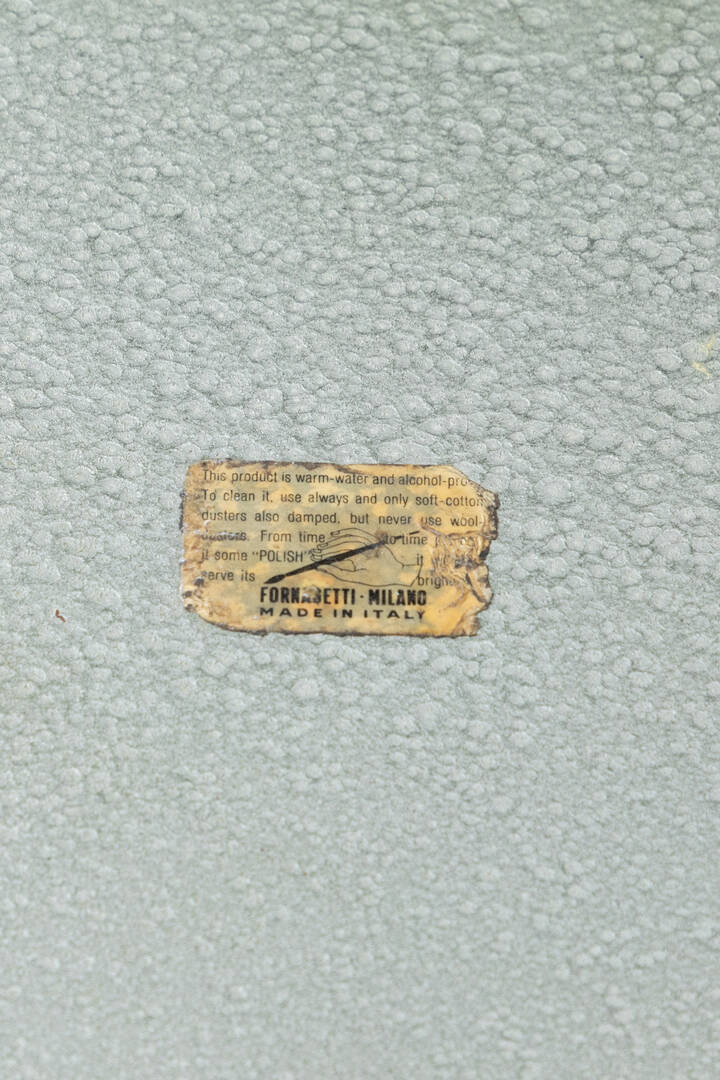 This product is warm-water and alcohol-pro
To clean it, use always and only soft-cotton
dusters also damped, but never use wool-
dusters. From time to time
it some "POLISH" it
serve its brigh
FORNASETTI · MILANO
MADE IN ITALY